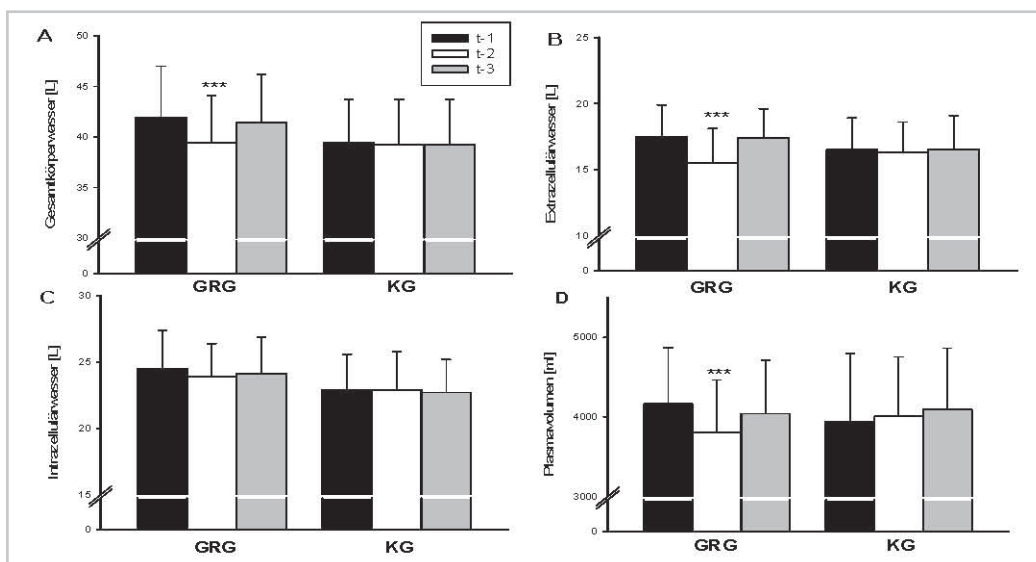 A
50
45
40
35
30
0
Gesamtkörperwasser [L]
***
GRG
KG
t-1
t-2
t-3
B
25
20
15
10
0
Extrazellulärwasser [L]
***
GRG
KG
C
30
25
20
15
0
Intrazellulärwasser [L]
GRG
KG
D
5000
4000
3000
0
Plasmavolumen [ml]
***
GRG
KG